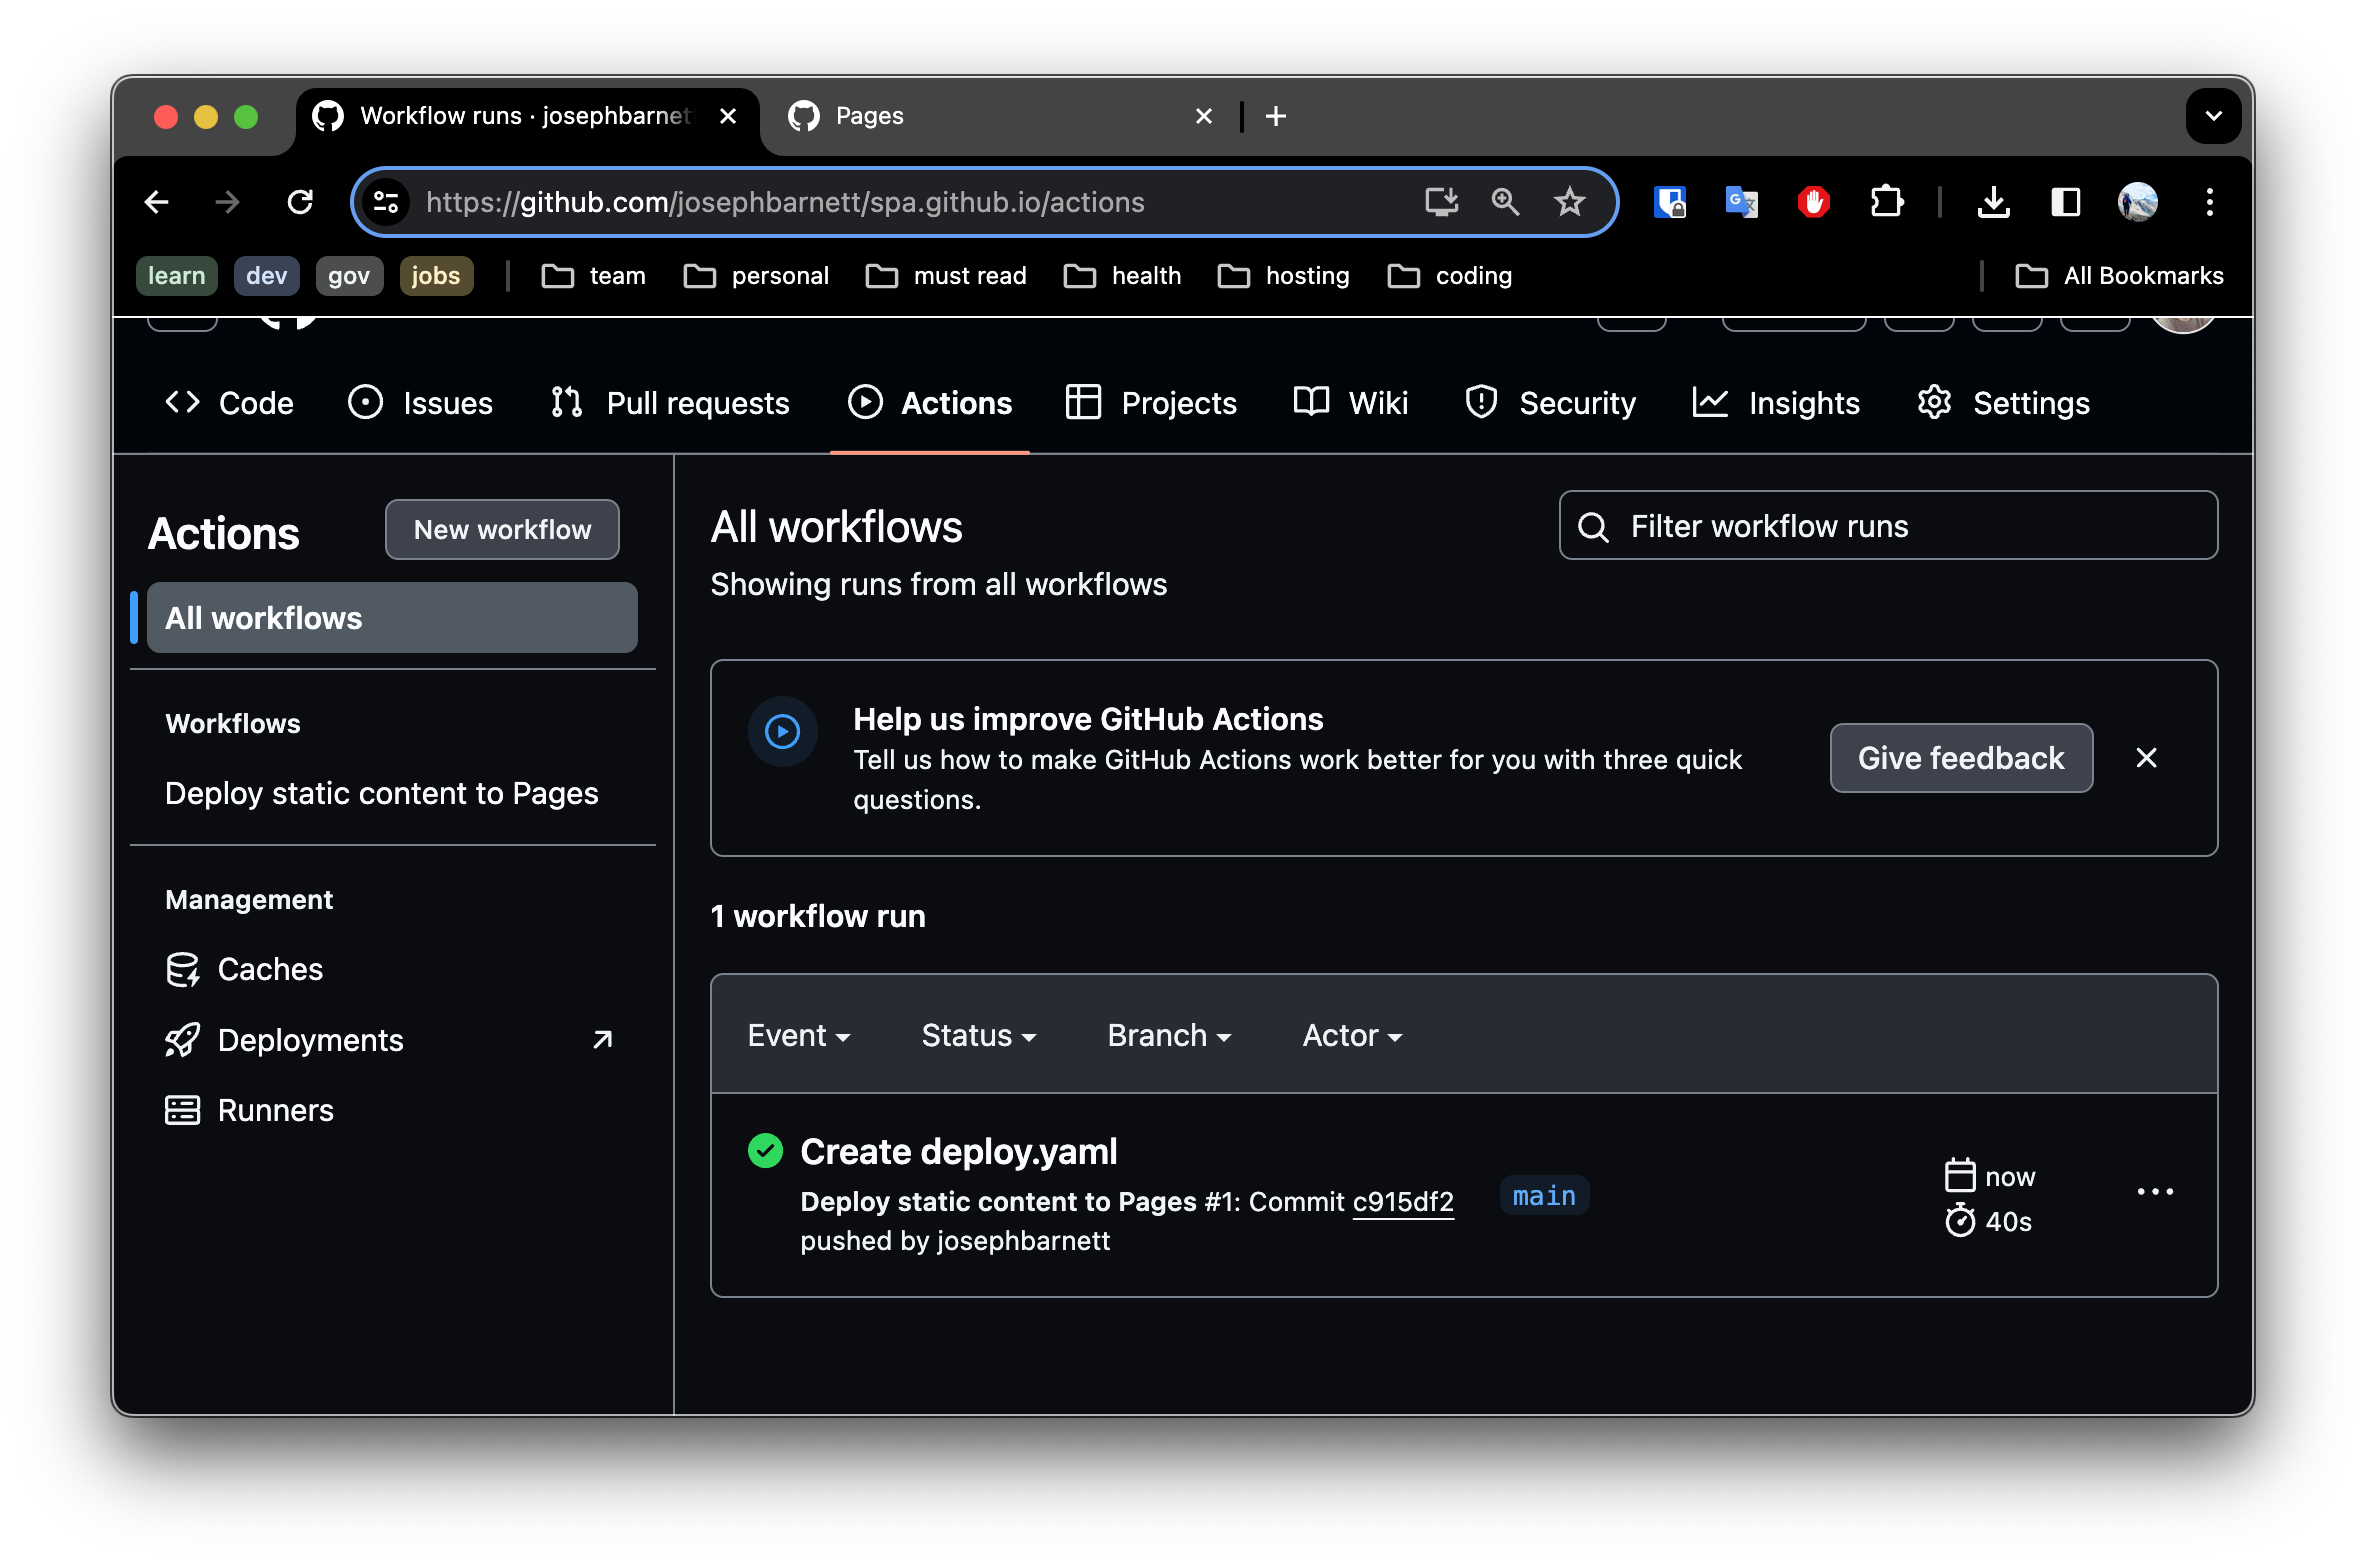 Workflow runs · josephbarnet
Pages
https://github.com/josephbarnett/spa.github.io/actions
learn dev gov jobs team personal must read health hosting coding All Bookmarks
Code Issues Pull requests Actions Projects Wiki Security Insights Settings
Actions
New workflow
All workflows
Workflows
Deploy static content to Pages
Management
Caches
Deployments
Runners
All workflows
Showing runs from all workflows
Filter workflow runs
Help us improve GitHub Actions
Tell us how to make GitHub Actions work better for you with three quick
questions.
Give feedback
1 workflow run
Event Status Branch Actor
Create deploy.yaml
Deploy static content to Pages #1: Commit c915df2
pushed by josephbarnett
main
now
40s